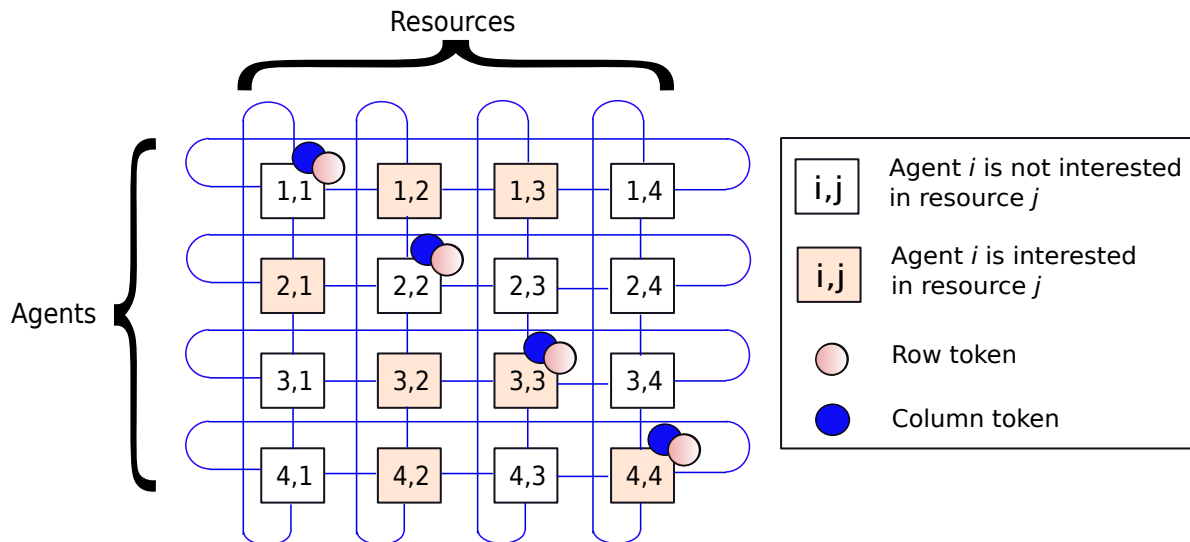 Resources
Agents
1,1 1,2 1,3 1,4
2,1 2,2 2,3 2,4
3,1 3,2 3,3 3,4
4,1 4,2 4,3 4,4
i,j
Agent i is not interested
in resource j
i,j
Agent i is interested
in resource j
Row token
Column token